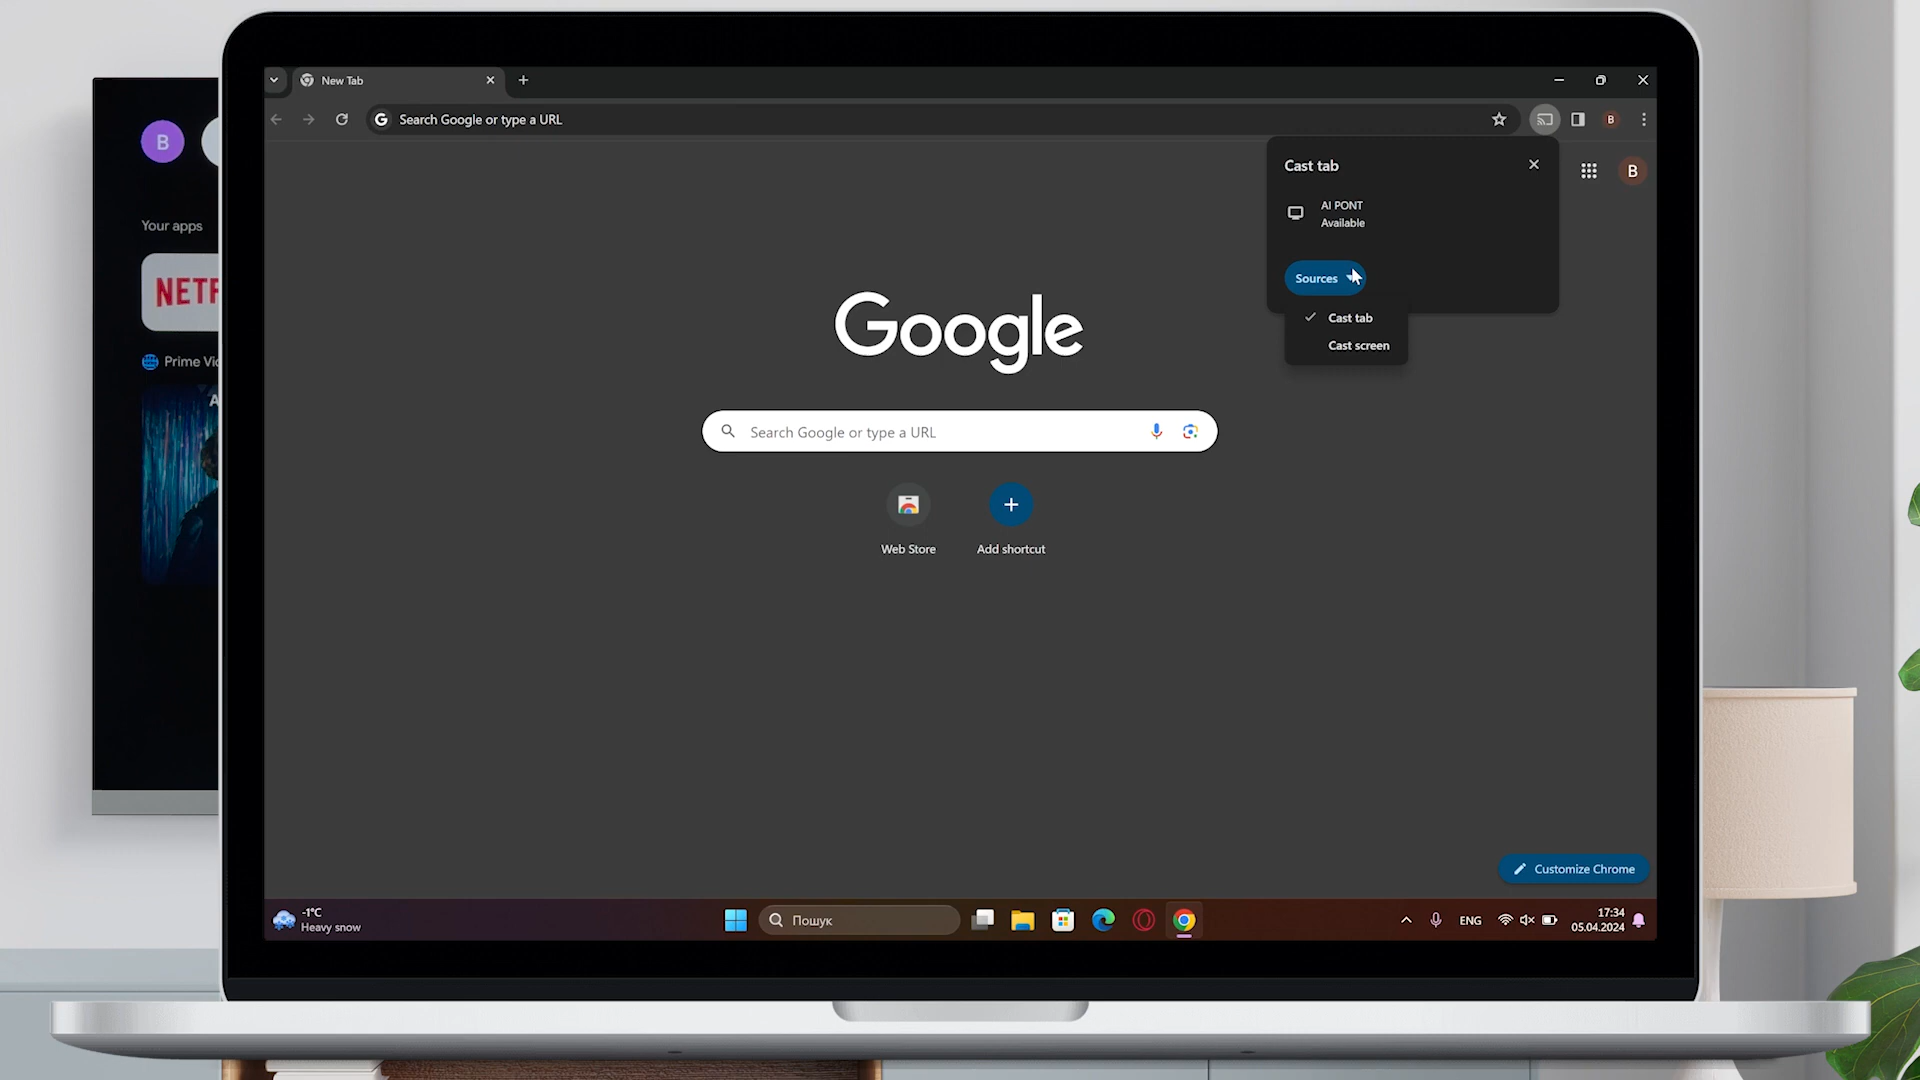 New Tab
Search Google or type a URL
B
Cast tab
AI PONT
Available
B
Sources
Cast tab
Cast screen
Google
Search Google or type a URL
Web Store
Add shortcut
Customize Chrome
-1°C
Heavy snow
Пошук
ENG
17:34
05.04.2024
B
Your apps
NETF
Prime Vi
A